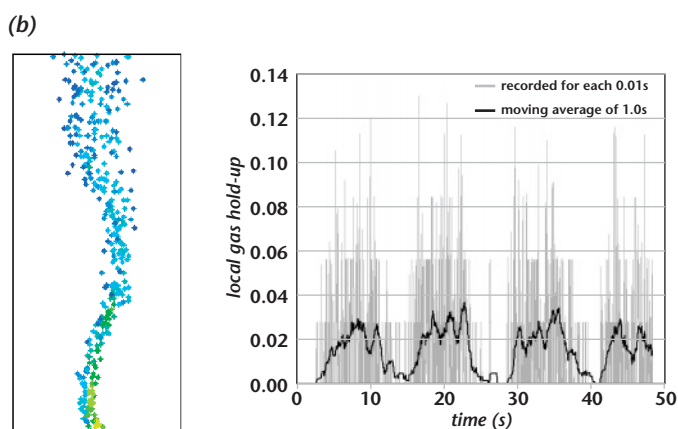 (b)
0.14
0.12
0.10
0.08
0.06
0.04
0.02
0.00
local gas hold-up
recorded for each 0.01s
moving average of 1.0s
0 10 20 30 40 50
time (s)